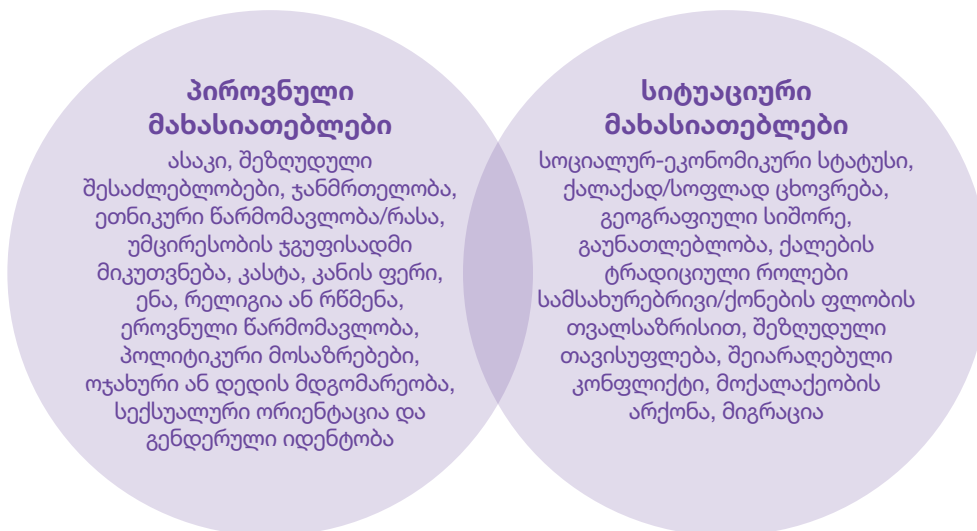 პიროვნული
მახასიათებლები
ასაკი, შეზღუდული
შესაძლებლობები, ჯანმრთელობა,
ეთნიკური წარმომავლობა/რასა,
უმცირესობის ჯგუფისადმი
მიკუთვნება, კასტა, კანის ფერი,
ენა, რელიგია ან რწმენა,
ეროვნული წარმომავლობა,
პოლიტიკური მოსაზრებები,
ოჯახური ან დედის მდგომარეობა,
სექსუალური ორიენტაცია და
გენდერული იდენტობა
სიტუაციური
მახასიათებლები
სოციალურ-ეკონომიკური სტატუსი,
ქალაქად/სოფლად ცხოვრება,
გეოგრაფიული სიშორე,
გაუნათლებლობა, ქალების
ტრადიციული როლები
სამსახურებრივი/ქონების ფლობის
თვალსაზრისით, შეზღუდული
თავისუფლება, შეიარაღებული
კონფლიქტი, მოქალაქეობის
არქონა, მიგრაცია